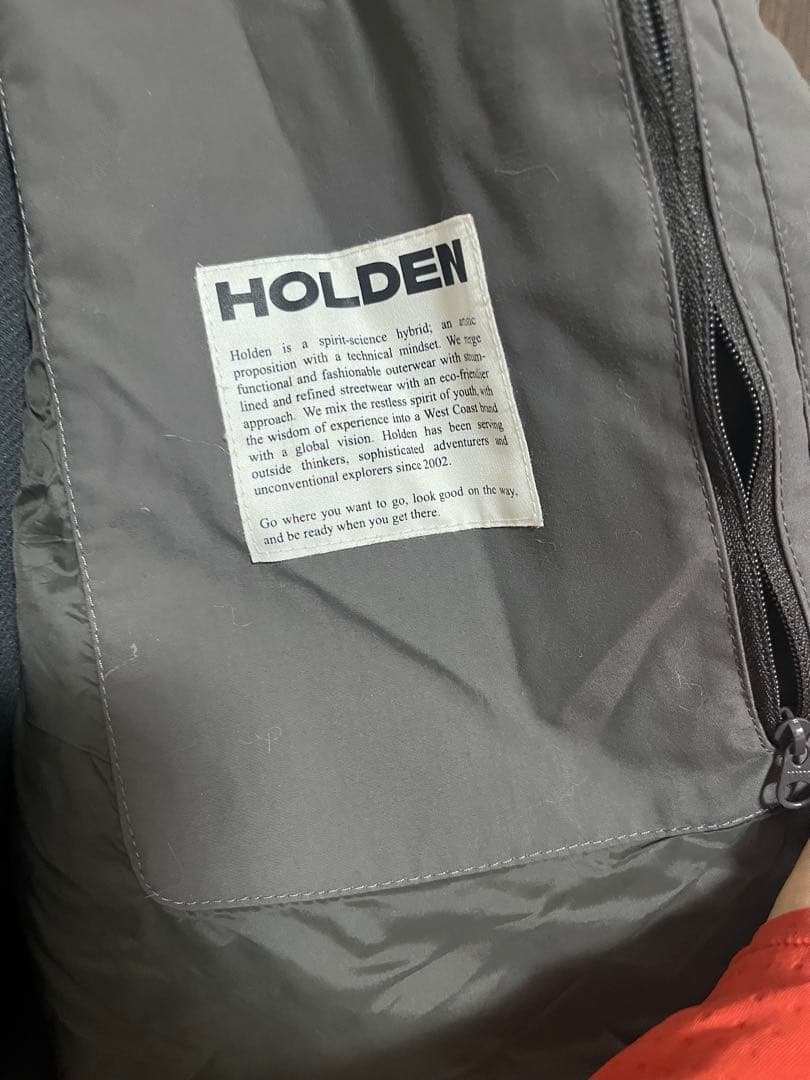 HOLDEN
Holden is a spirit-science hybrid; an
proposition with a technical mindset. We
functional and fashionable outerwear with
lined and refined streetwear with an eco-friendlier
approach. We mix the restless spirit of youth, with
the wisdom of experience into a West Coast brand
with a global vision. Holden has been serving
outside thinkers, sophisticated adventurers and
unconventional explorers since 2002.
Go where you want to go, look good on the way,
and be ready when you get there.